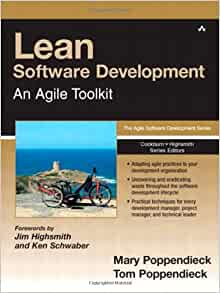 Lean
Software Development
An Agile Toolkit
The Agile Software Development Series
Cockburn • Highsmith
Series Editors
• Adapting agile practices to your development organization
• Uncovering and eradicating waste throughout the software development lifecycle
• Practical techniques for every development manager, project manager, and technical leader
Forewords by
Jim Highsmith
and Ken Schwaber
Mary Poppendieck
Tom Poppendieck